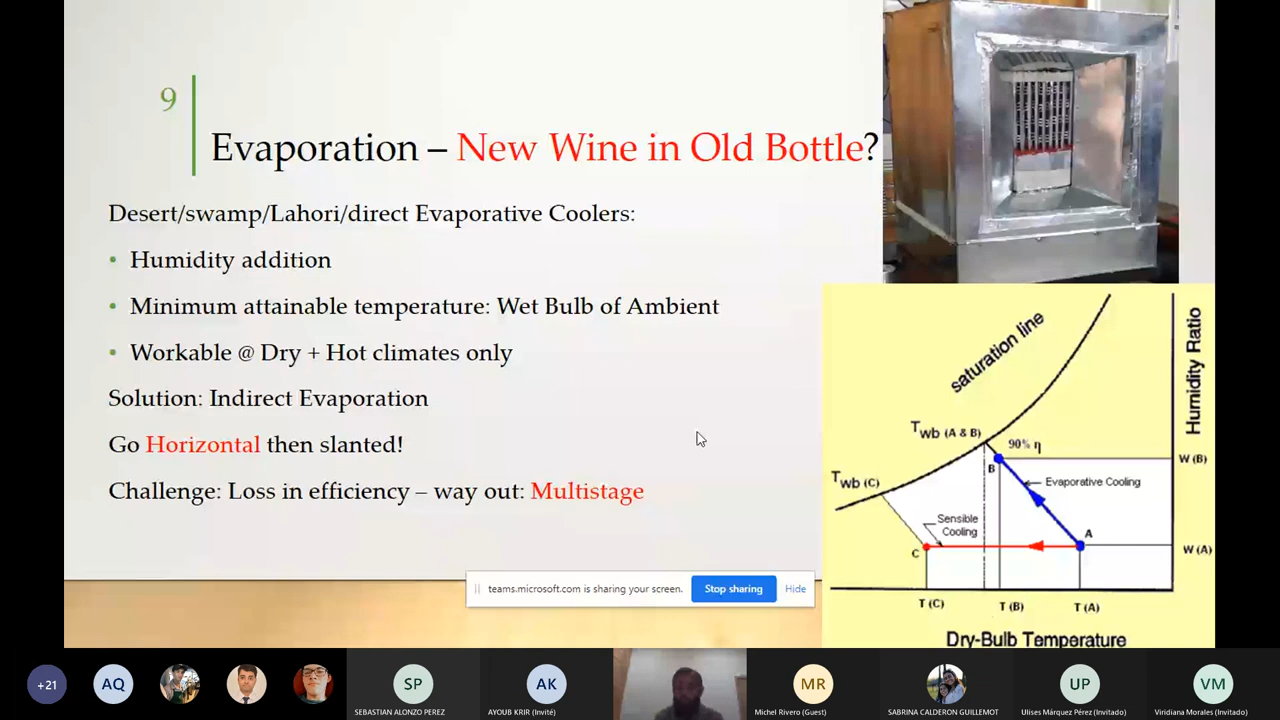 9
Evaporation – New Wine in Old Bottle?
Desert/swamp/Lahori/direct Evaporative Coolers:
• Humidity addition
• Minimum attainable temperature: Wet Bulb of Ambient
• Workable @ Dry + Hot climates only
Solution: Indirect Evaporation
Go Horizontal then slanted!
Challenge: Loss in efficiency – way out: Multistage
saturation line
Humidity Ratio
Twb (A & B)
90% η
B
W (B)
Twb (C)
Evaporative Cooling
Sensible
Cooling
A
C
W (A)
T (C)
T (B)
T (A)
Dry-Bulb Temperature
teams.microsoft.com is sharing your screen.
Stop sharing
Hide
+21
AQ
SP
SEBASTIAN ALONZO PEREZ
AK
AYOUB KRIR (Invité)
MR
Michel Rivero (Guest)
SABRINA CALDERON GUILLEMOT
UP
Ulises Márquez Pérez (Invitado)
VM
Viridiana Morales (Invitado)